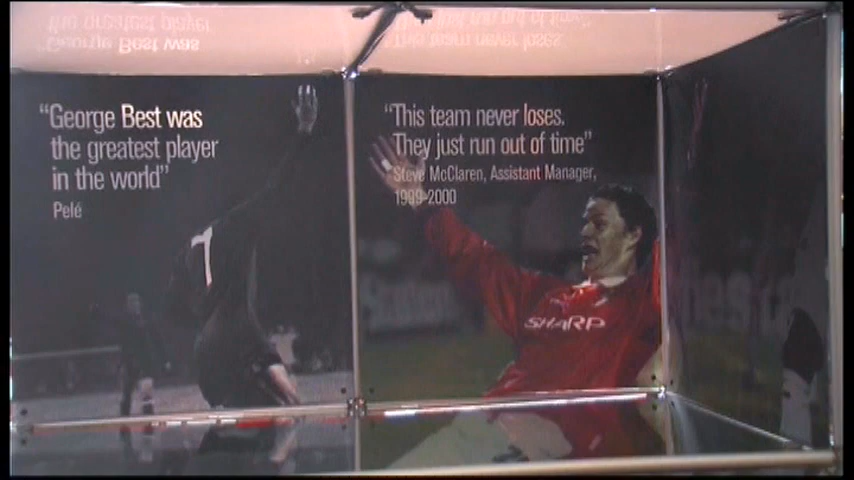 “George Best was
the greatest player
in the world”
Pelé
7
“This team never loses.
They just run out of time”
Steve McClaren, Assistant Manager,
1999-2000
SHARP